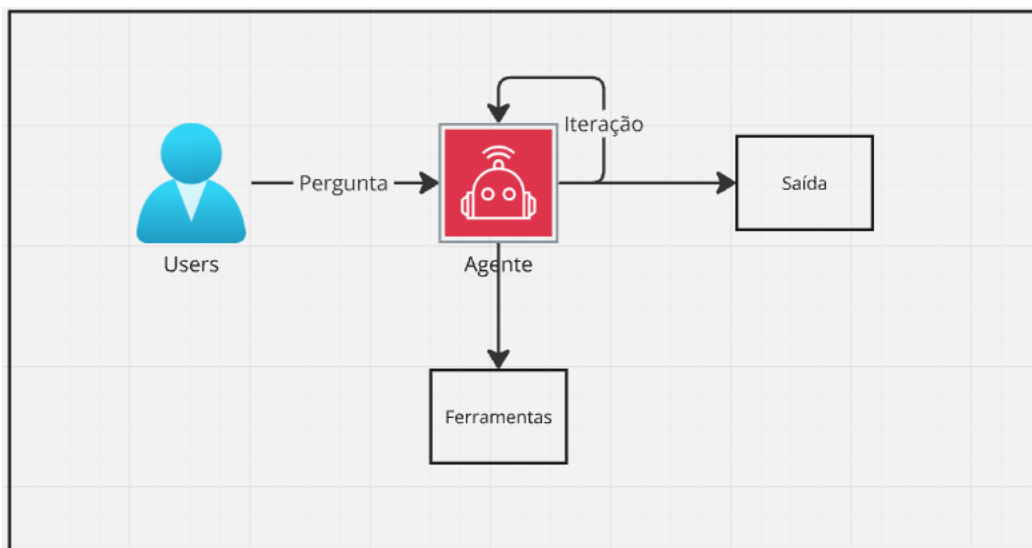 Iteração
Pergunta
Saída
Users
Agente
Ferramentas